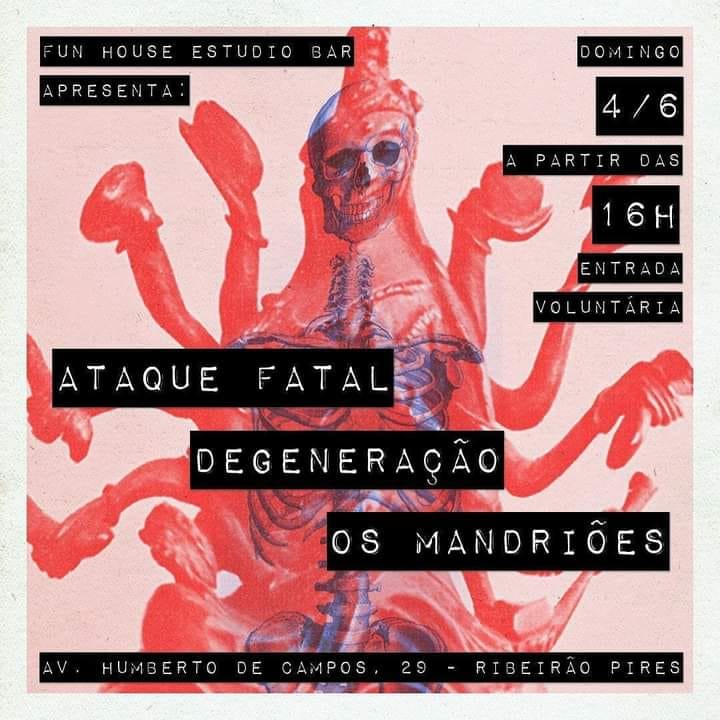 FUN HOUSE ESTUDIO BAR
APRESENTA:
DOMINGO
4/6
A PARTIR DAS
16H
ENTRADA
VOLUNTÁRIA
ATAQUE FATAL
DEGENERAÇÃO
OS MANDRIÕES
AV. HUMBERTO DE CAMPOS, 29 - RIBEIRÃO PIRES